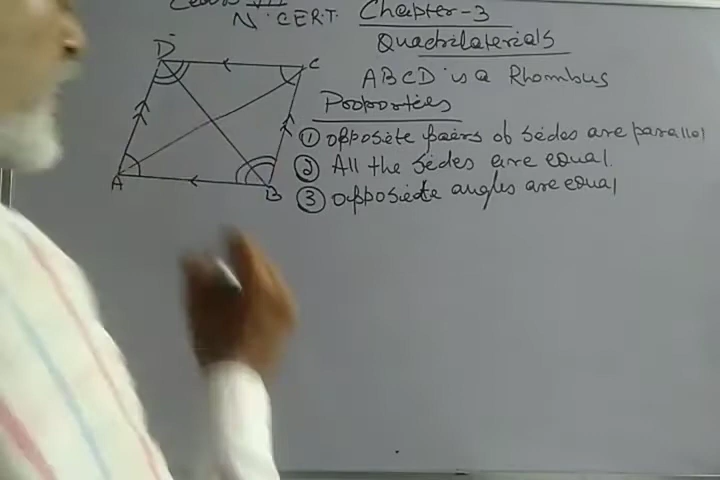 N.CERT. Chapter-3
Quadrilaterials
ABCD is a Rhombus
Properties
① opposite pairs of sides are parallel
② All the sides are equal.
③ opposiete angles are equal
D
C
A
B